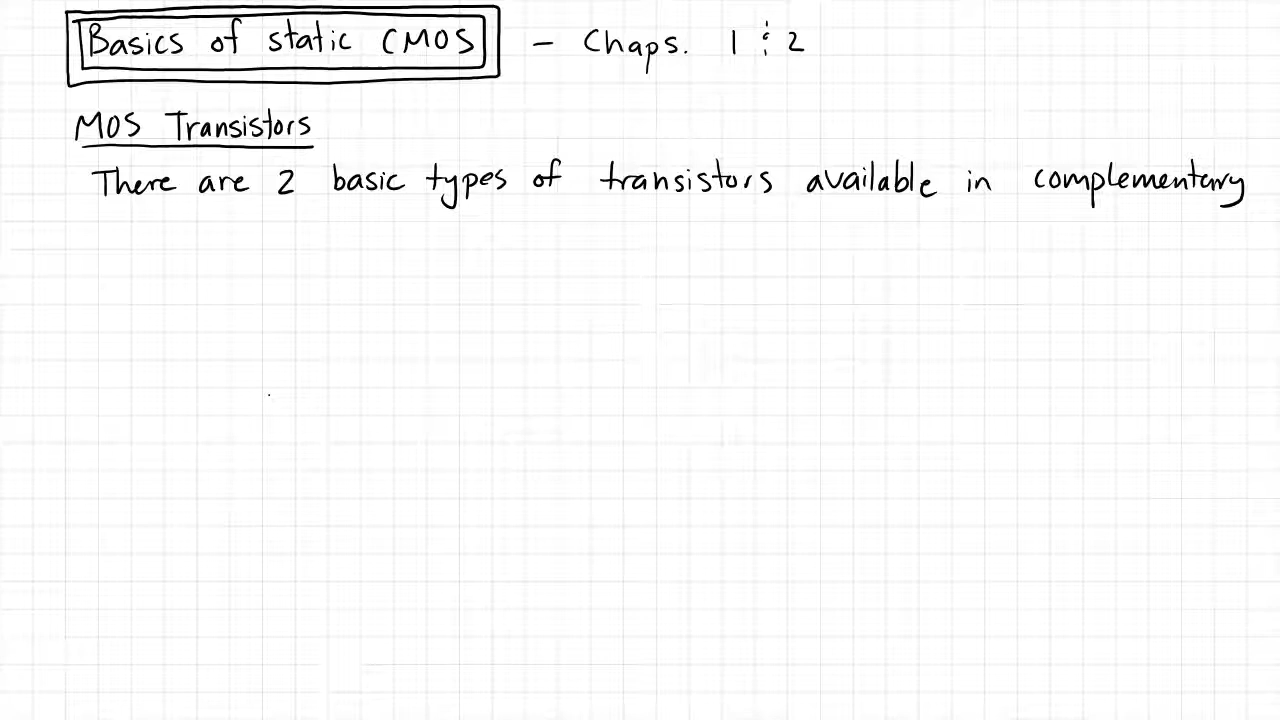 Basics of static CMOS - Chaps. 1 & 2
MOS Transistors
There are 2 basic types of transistors available in complementary